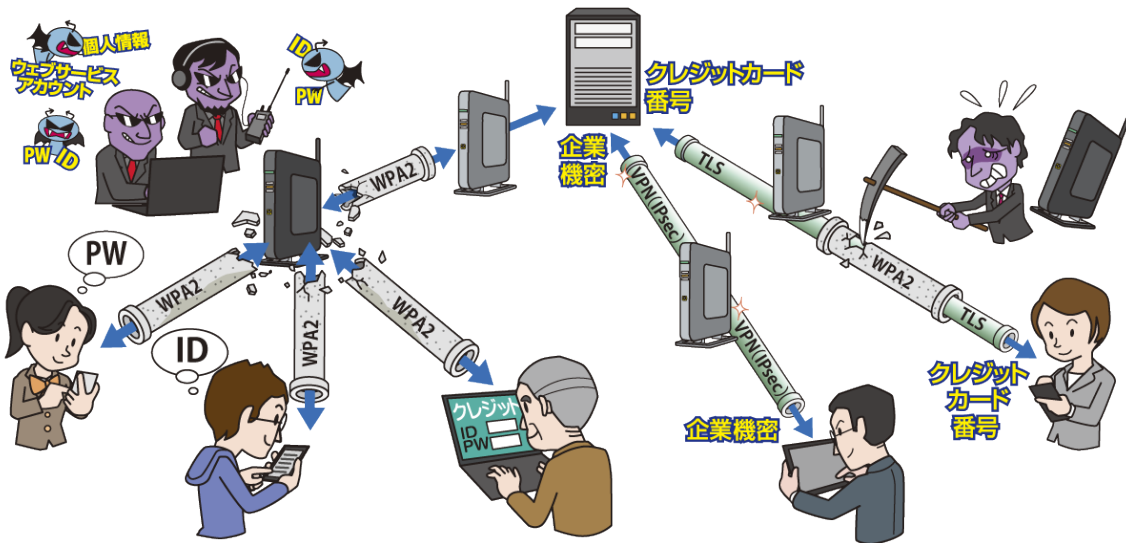 個人情報
ウェブサービス
アカウント
ID
PW
PW ID
クレジットカード
番号
企業
機密
WPA2
TLS
VPN(IPsec)
WPA2
TLS
PW
WPA2
WPA2
WPA2
ID
VPN(IPsec)
クレジット
ID
PW
企業機密
クレジット
カード
番号